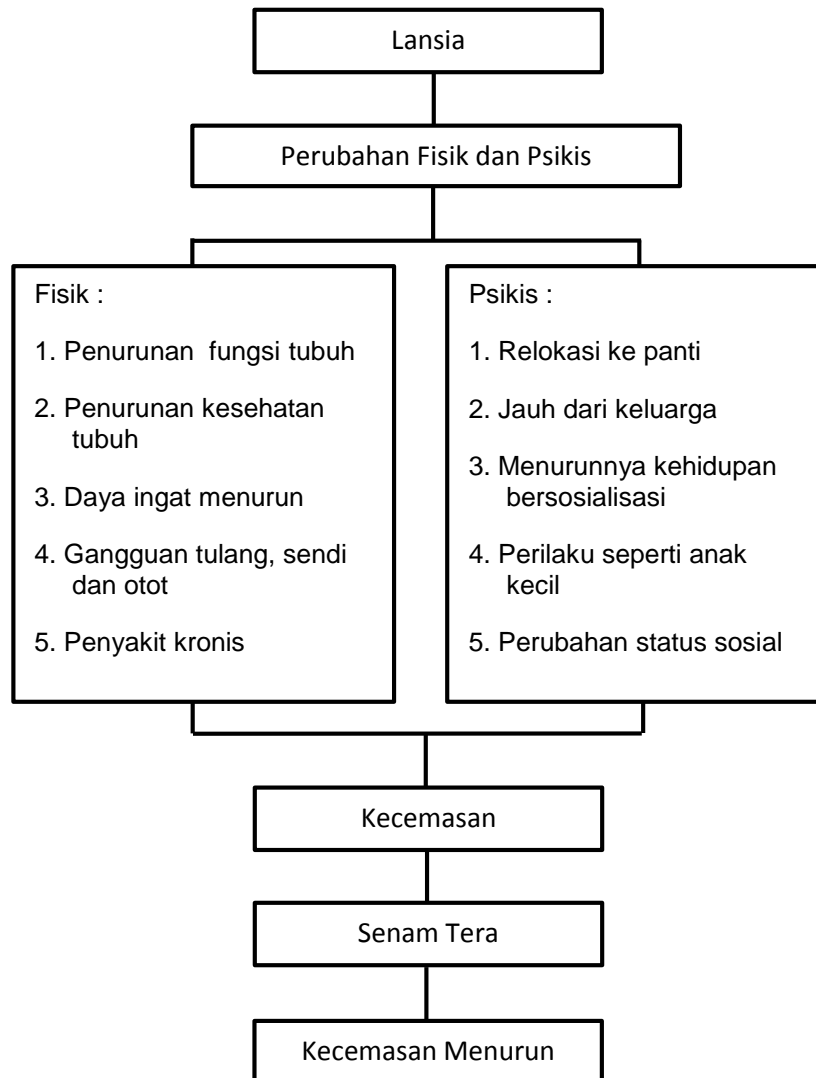 Lansia
Perubahan Fisik dan Psikis
Fisik :
1. Penurunan fungsi tubuh
2. Penurunan kesehatan
tubuh
3. Daya ingat menurun
4. Gangguan tulang, sendi
dan otot
5. Penyakit kronis
Psikis :
1. Relokasi ke panti
2. Jauh dari keluarga
3. Menurunnya kehidupan
bersosialisasi
4. Perilaku seperti anak
kecil
5. Perubahan status sosial
Kecemasan
Senam Tera
Kecemasan Menurun